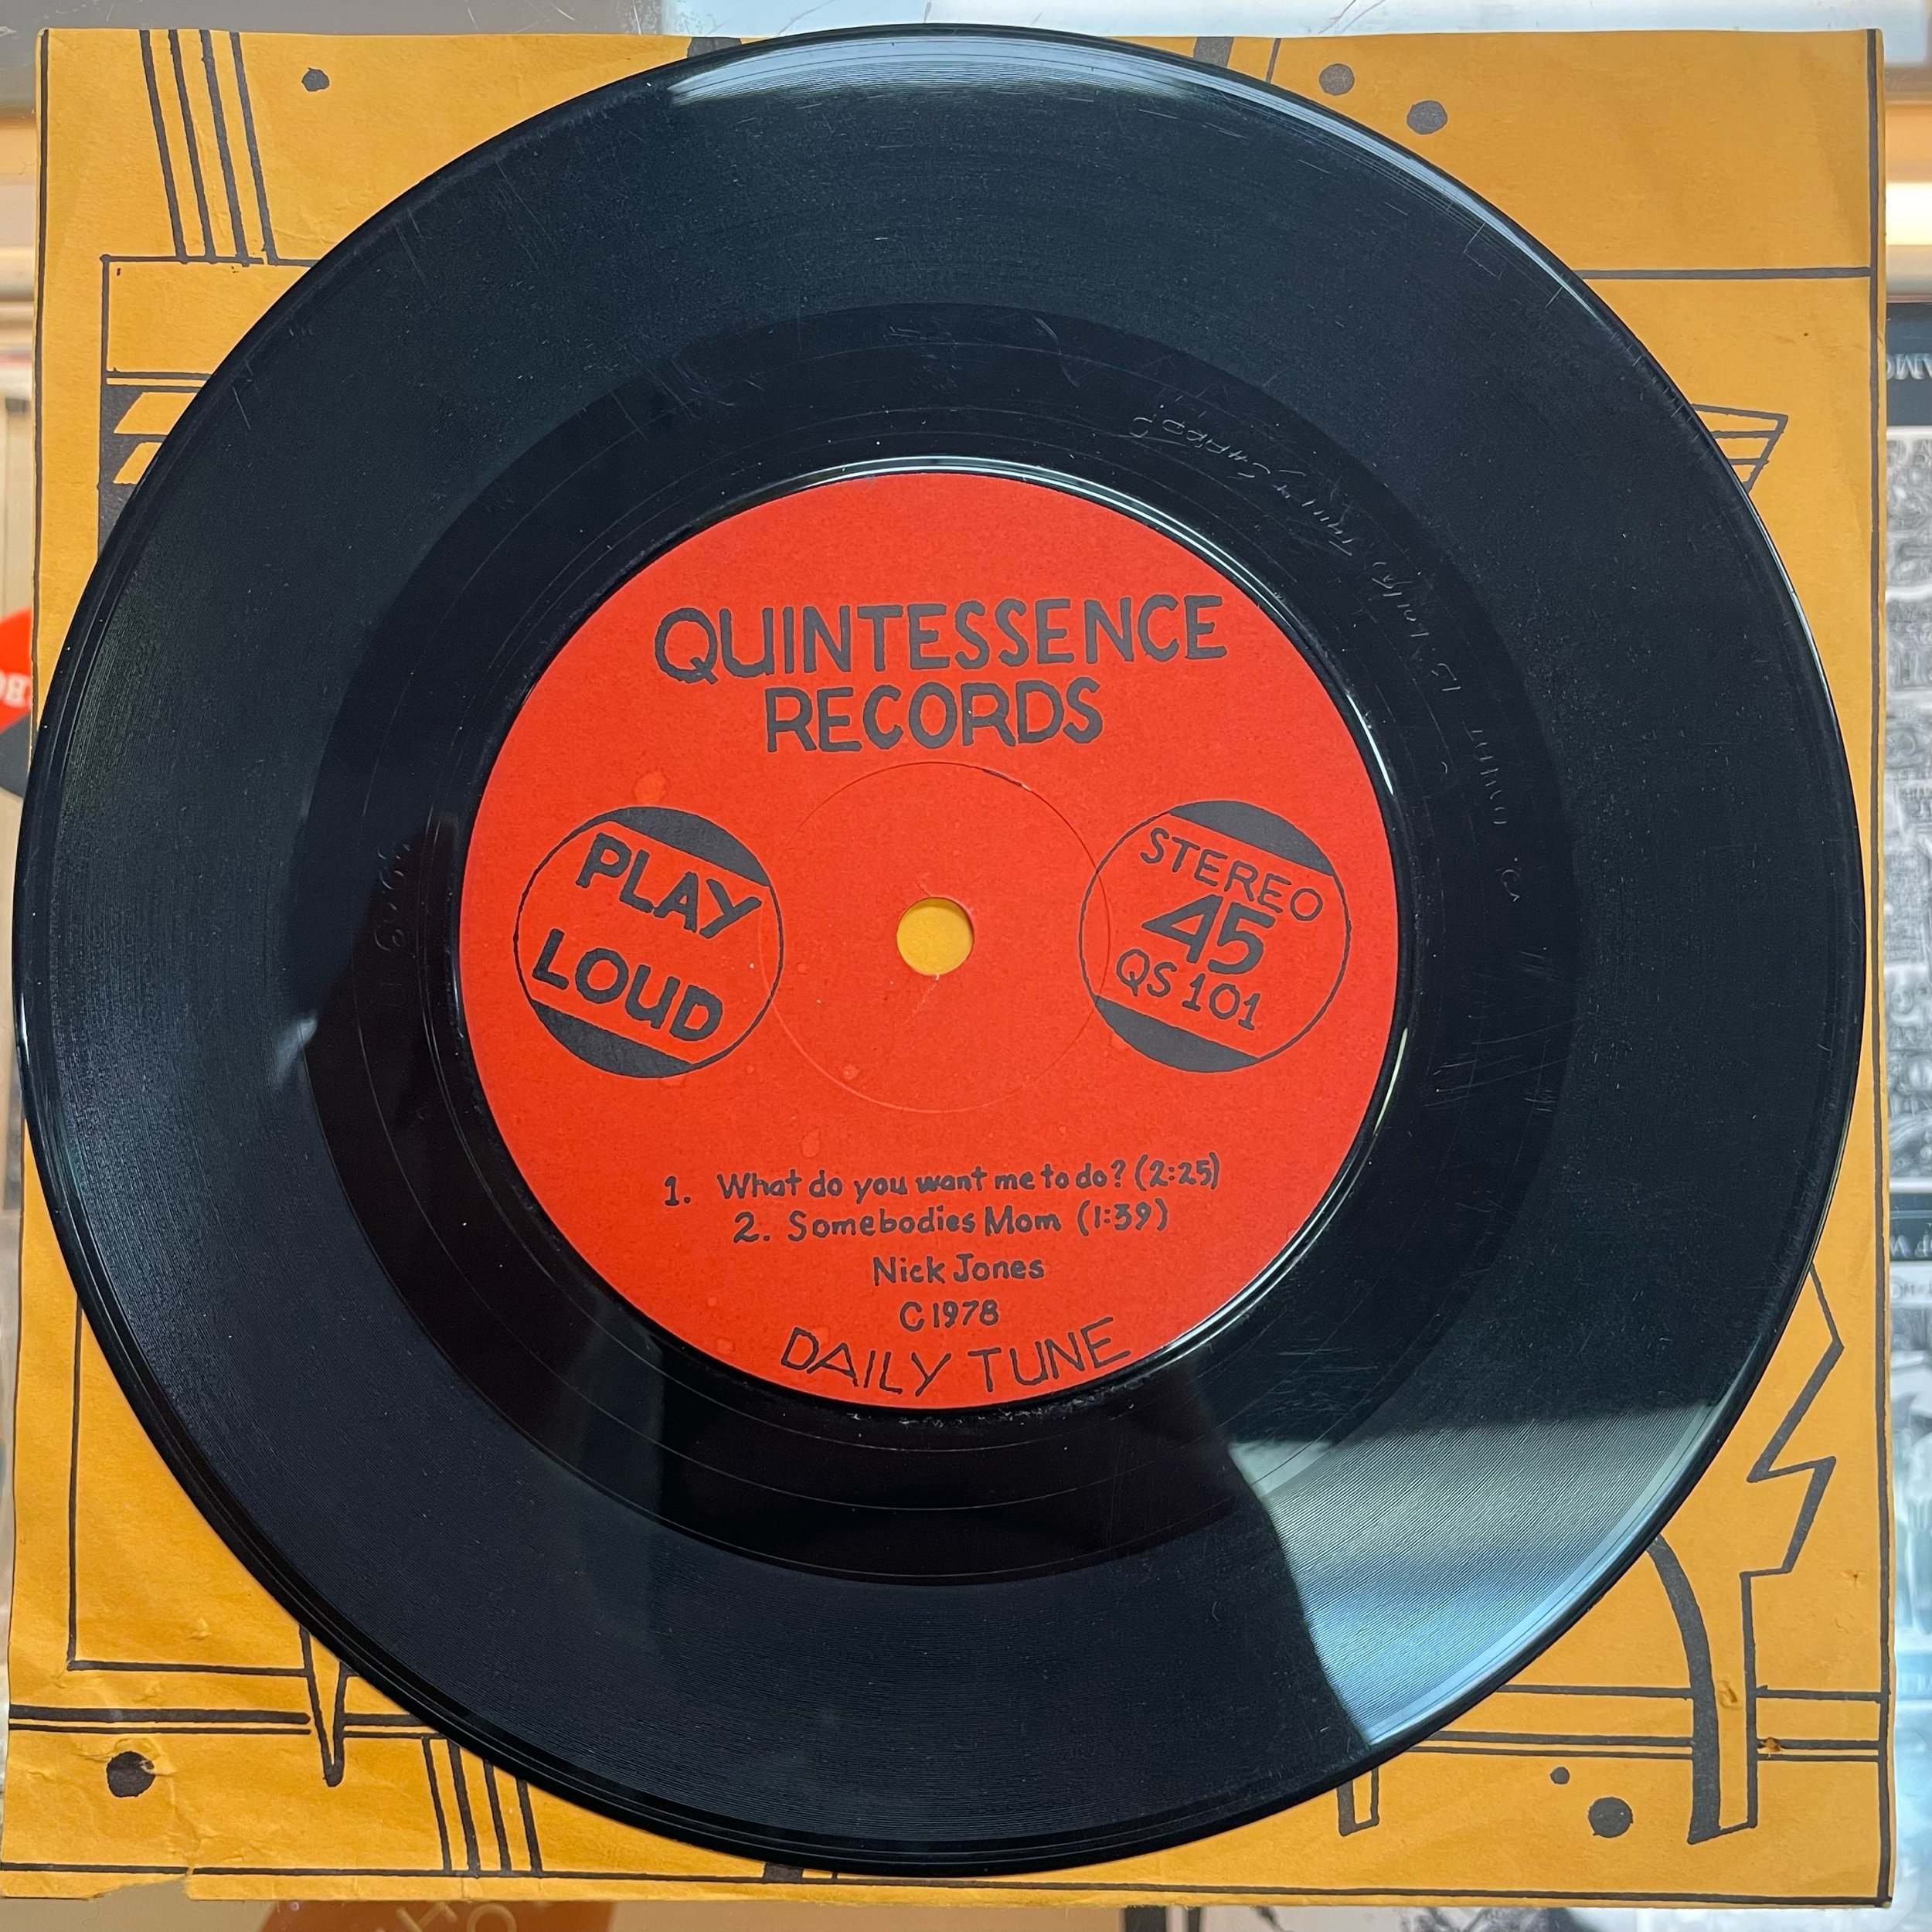 QUINTESSENCE
RECORDS
PLAY
LOUD
STEREO
45
QS 101
1. What do you want me to do? (2:25)
2. Somebodies Mom (1:39)
Nick Jones
C 1978
DAILY TUNE